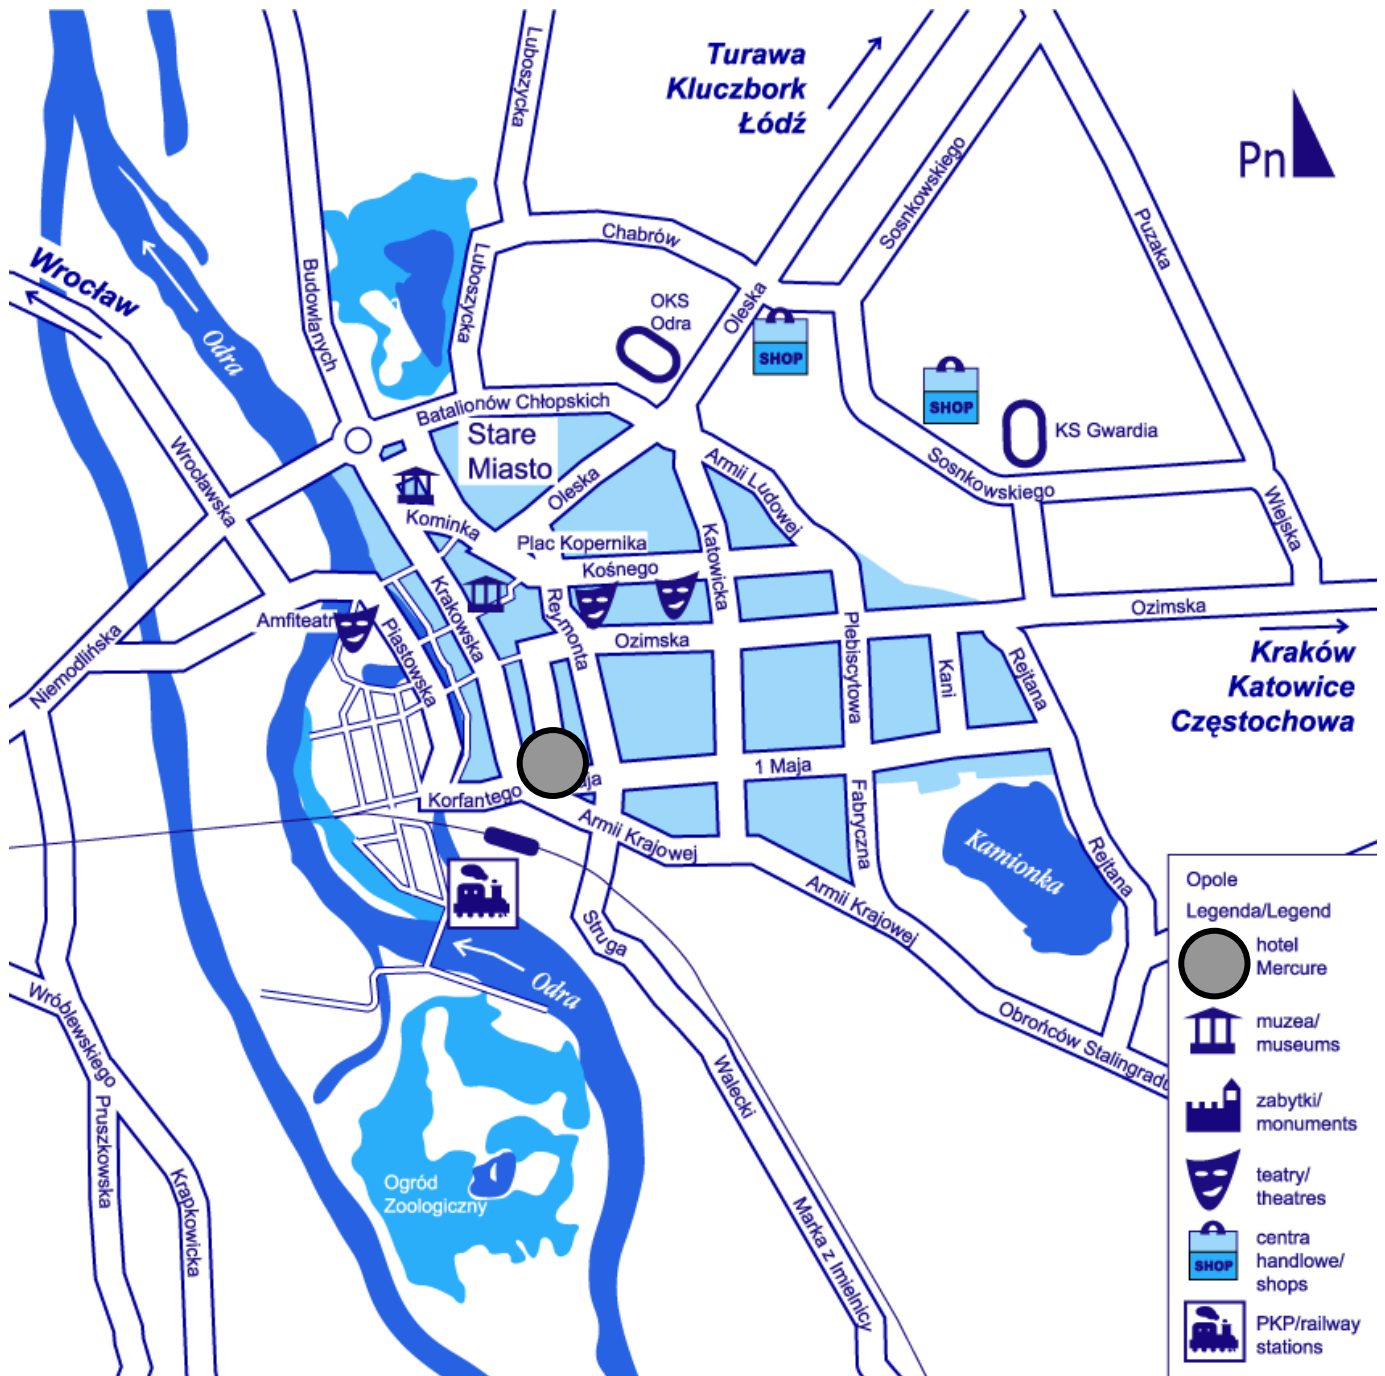 Turawa
Kluczbork
Łódź
Pn
Luboszycka
Sosnkowskiego
Puzaka
Chabrów
Wrocław
Budowlanych
Luboszycka
OKS
Odra
Oleska
Odra
SHOP
SHOP
Batalionów Chłopskich
Stare
Miasto
KS Gwardia
Wrocławska
Oleska
Armii Ludowej
Sosnkowskiego
Wiejska
Kominka
Plac Kopernika
Kośnego
Katowicka
Krakowska
Reymonta
Amfiteatr
Piastowska
Ozimska
Plebiscytowa
Ozimska
Niemodlińska
Kani
Rejtana
Kraków
Katowice
Częstochowa
1 Maja
aja
Korfantego
Armii Krajowej
Fabryczna
Kamionka
Rejtana
Armii Krajowej
Struga
Odra
Wróblewskiego
Obrońców Stalingradu
Walecki
Pruszkowska
Krapkowicka
Ogród
Zoologiczny
Marka z Imielnicy
Opole
Legenda/Legend
hotel
Mercure
muzea/
museums
zabytki/
monuments
teatry/
theatres
centra
handlowe/
shops
SHOP
PKP/railway
stations